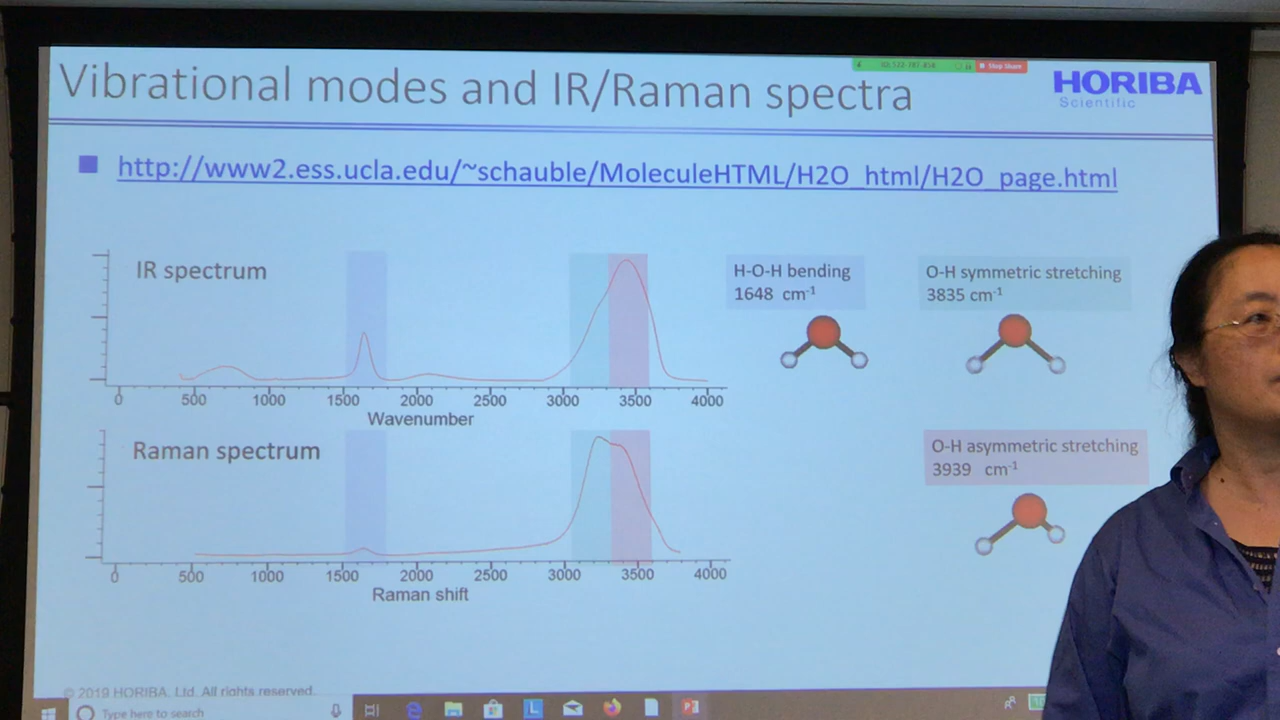 Vibrational modes and IR/Raman spectra
Stop Share
HORIBA
Scientific
http://www2.ess.ucla.edu/~schauble/MoleculeHTML/H2O_html/H2O_page.html
IR spectrum
0 500 1000 1500 2000 2500 3000 3500 4000
Wavenumber
H-O-H bending
1648 cm-1
O-H symmetric stretching
3835 cm-1
Raman spectrum
0 500 1000 1500 2000 2500 3000 3500 4000
Raman shift
O-H asymmetric stretching
3939 cm-1
© 2019 HORIBA, Ltd. All rights reserved.
Type here to search